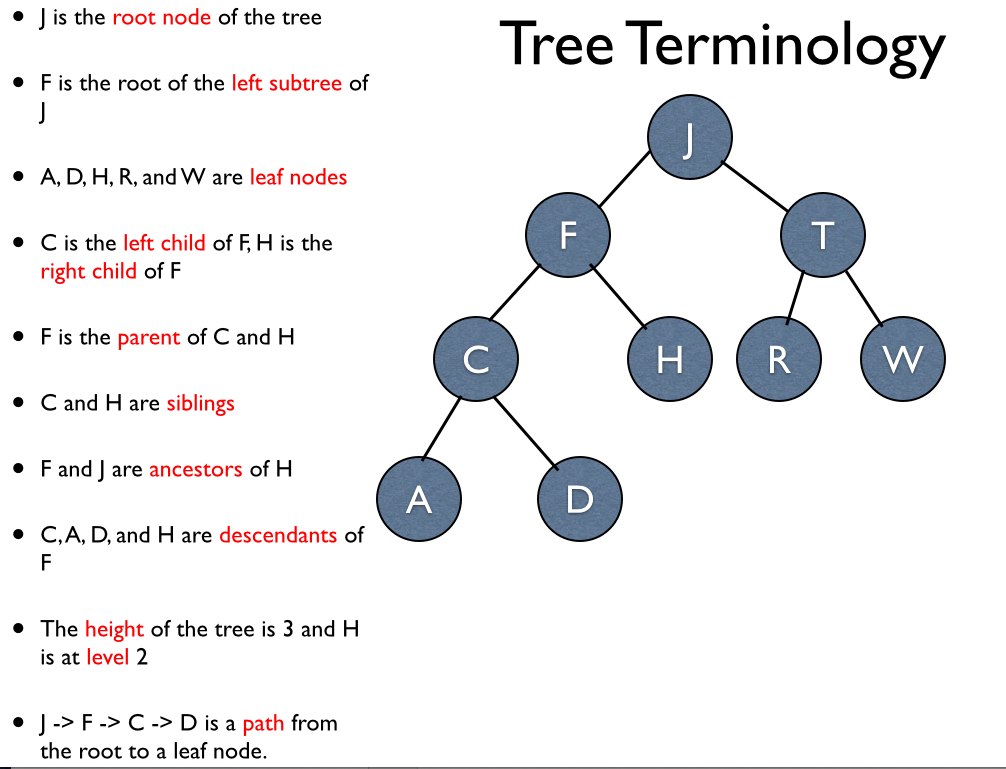 Tree Terminology
• J is the root node of the tree
• F is the root of the left subtree of
J
• A, D, H, R, and W are leaf nodes
• C is the left child of F, H is the
right child of F
• F is the parent of C and H
• C and H are siblings
• F and J are ancestors of H
• C, A, D, and H are descendants of
F
• The height of the tree is 3 and H
is at level 2
• J -> F -> C -> D is a path from
the root to a leaf node.
J
F T
C H R W
A D